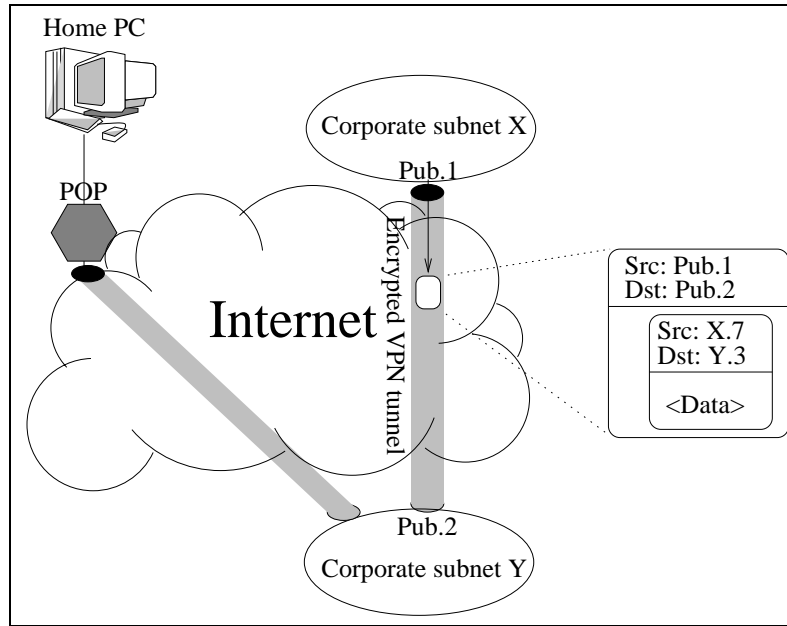 Home PC
Corporate subnet X
Pub.1
POP
Encrypted VPN tunnel
Internet
Src: Pub.1
Dst: Pub.2
Src: X.7
Dst: Y.3
<Data>
Pub.2
Corporate subnet Y